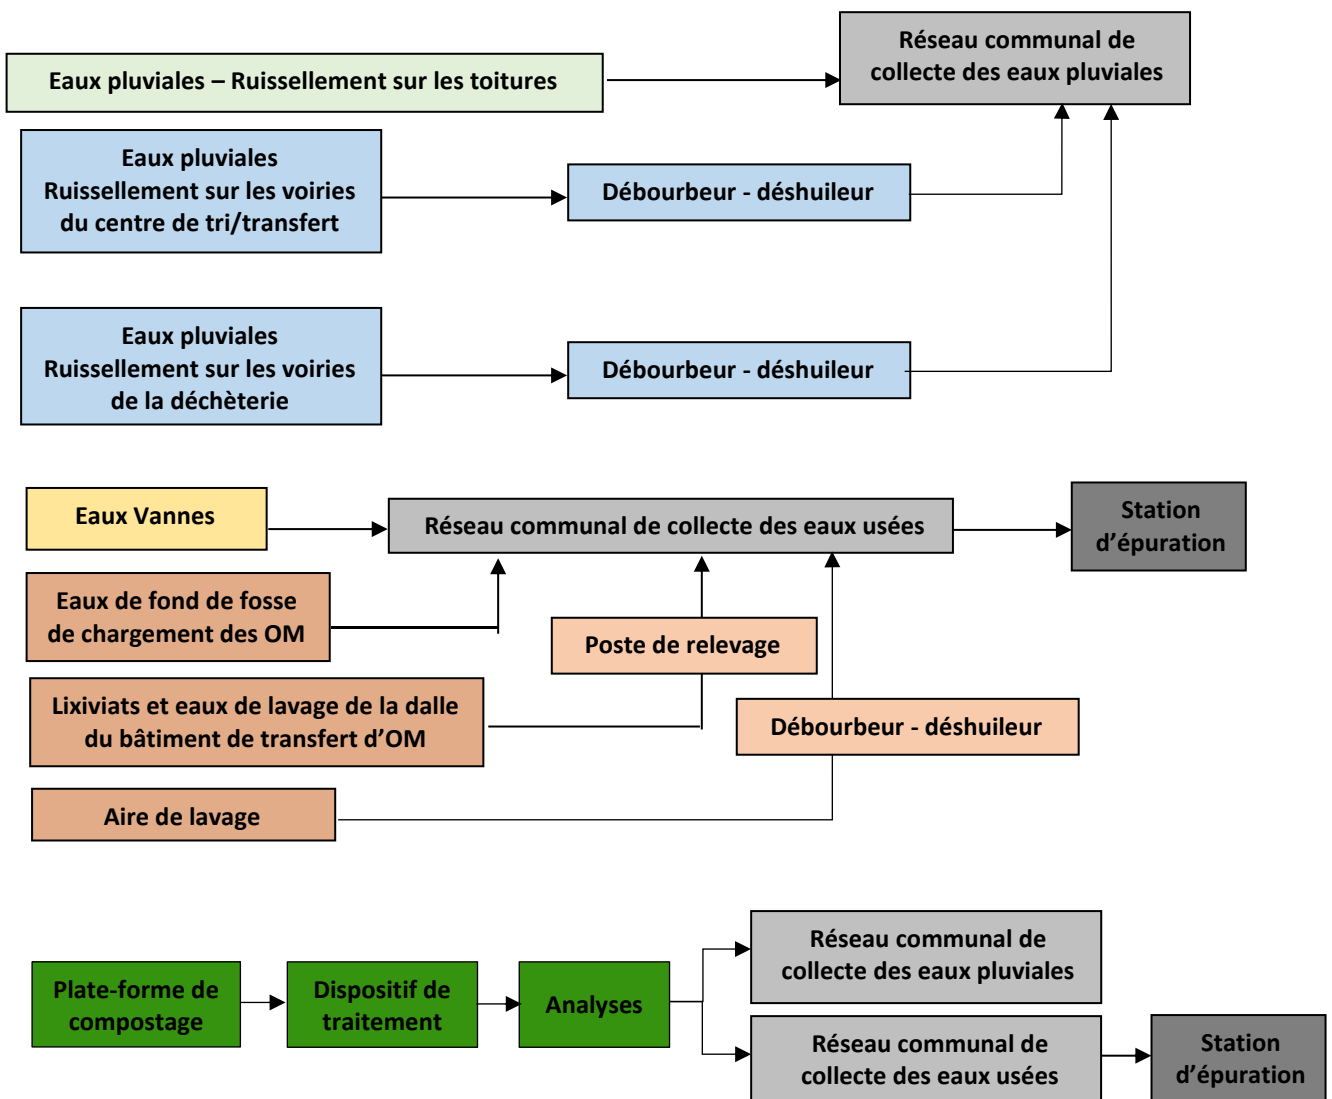 Réseau communal de
collecte des eaux pluviales
Eaux pluviales – Ruissellement sur les toitures
Eaux pluviales
Ruissellement sur les voiries
du centre de tri/transfert
Débourbeur - déshuileur
Eaux pluviales
Ruissellement sur les voiries
de la déchèterie
Débourbeur - déshuileur
Eaux Vannes
Réseau communal de collecte des eaux usées
Station
d’épuration
Eaux de fond de fosse
de chargement des OM
Poste de relevage
Lixiviats et eaux de lavage de la dalle
du bâtiment de transfert d’OM
Débourbeur - déshuileur
Aire de lavage
Plate-forme de
compostage
Dispositif de
traitement
Analyses
Réseau communal de
collecte des eaux pluviales
Réseau communal de
collecte des eaux usées
Station
d’épuration